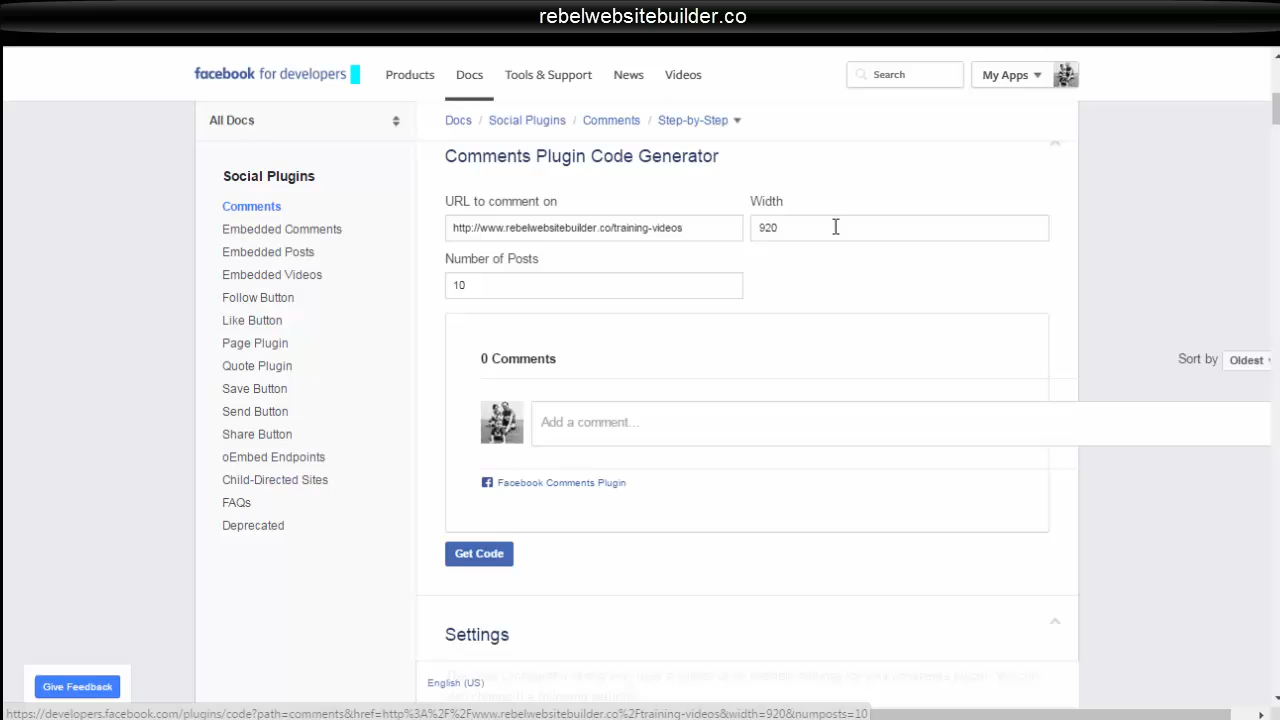 rebelwebsitebuilder.co
facebook for developers Products Docs Tools & Support News Videos Search My Apps
All Docs
Docs / Social Plugins / Comments / Step-by-Step
Social Plugins
Comments
Embedded Comments
Embedded Posts
Embedded Videos
Follow Button
Like Button
Page Plugin
Quote Plugin
Save Button
Send Button
Share Button
oEmbed Endpoints
Child-Directed Sites
FAQs
Deprecated
Comments Plugin Code Generator
URL to comment on Width
http://www.rebelwebsitebuilder.co/training-videos 920
Number of Posts
10
0 Comments Sort by Oldest
Add a comment...
Facebook Comments Plugin
Get Code
Settings
English (US)
Give Feedback
https://developers.facebook.com/plugins/code?path=comments&href=http%3A%2F%2Fwww.rebelwebsitebuilder.co%2Ftraining-videos&width=920&numposts=10